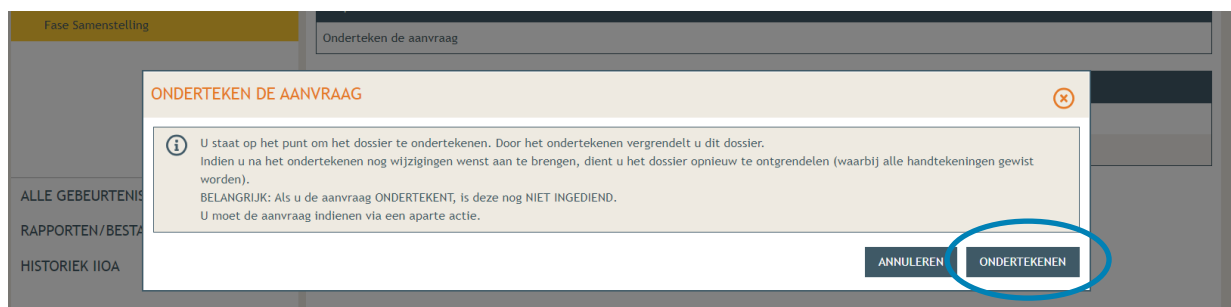 Fase Samenstelling
Onderteken de aanvraag
ONDERTEKEN DE AANVRAAG
U staat op het punt om het dossier te ondertekenen. Door het ondertekenen vergrendelt u dit dossier.
Indien u na het ondertekenen nog wijzigingen wenst aan te brengen, dient u het dossier opnieuw te ontgrendelen (waarbij alle handtekeningen gewist
worden).
BELANGRIJK: Als u de aanvraag ONDERTEKENT, is deze nog NIET INGEDIEND.
U moet de aanvraag indienen via een aparte actie.
ALLE GEBEURTENIS
RAPPORTEN/BESTA
HISTORIEK IIOA
ANNULEREN
ONDERTEKENEN